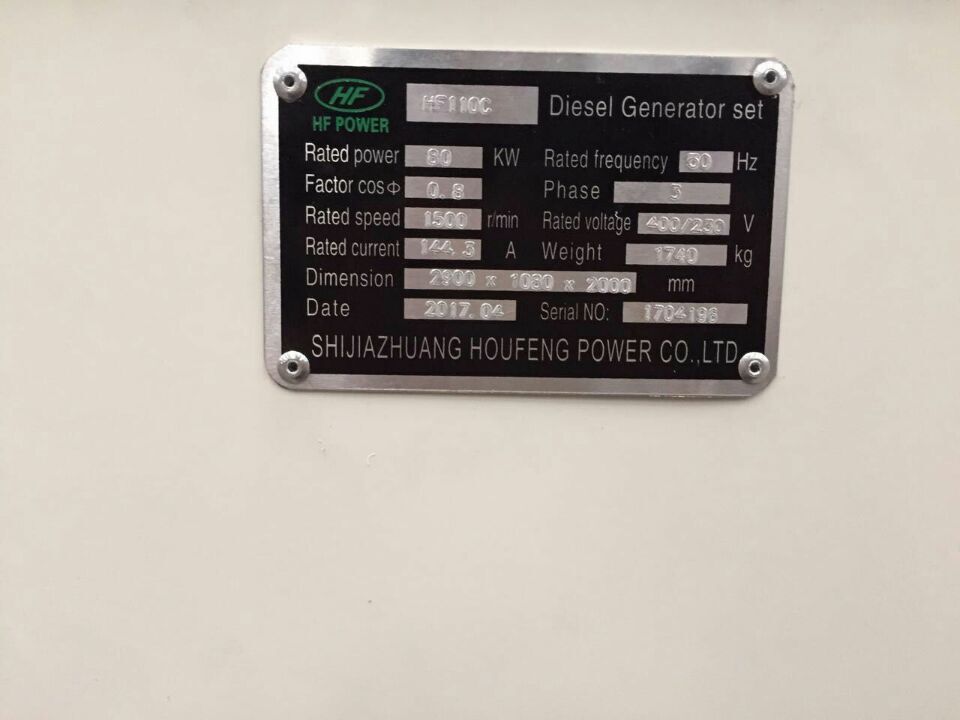 HF
HF POWER
HF110C Diesel Generator set
Rated power 80 KW Rated frequency 50 Hz
Factor cosΦ 0.8 Phase 3
Rated speed 1500 r/min Rated voltage 400/230 V
Rated current 144.3 A Weight 1740 kg
Dimension 2900 x 1080 x 2000 mm
Date 2017.04 Serial NO: 1704196
SHIJIAZHUANG HOUFENG POWER CO.,LTD